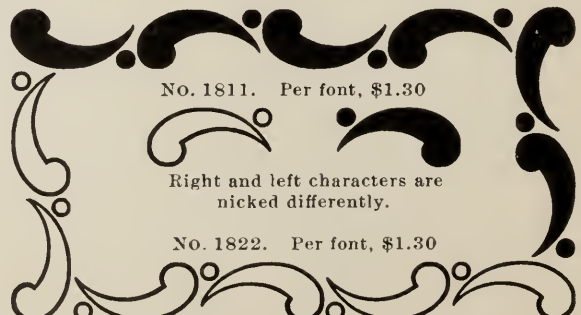 No. 1811. Per font, $1.30
Right and left characters are
nicked differently.
No. 1822. Per font, $1.30